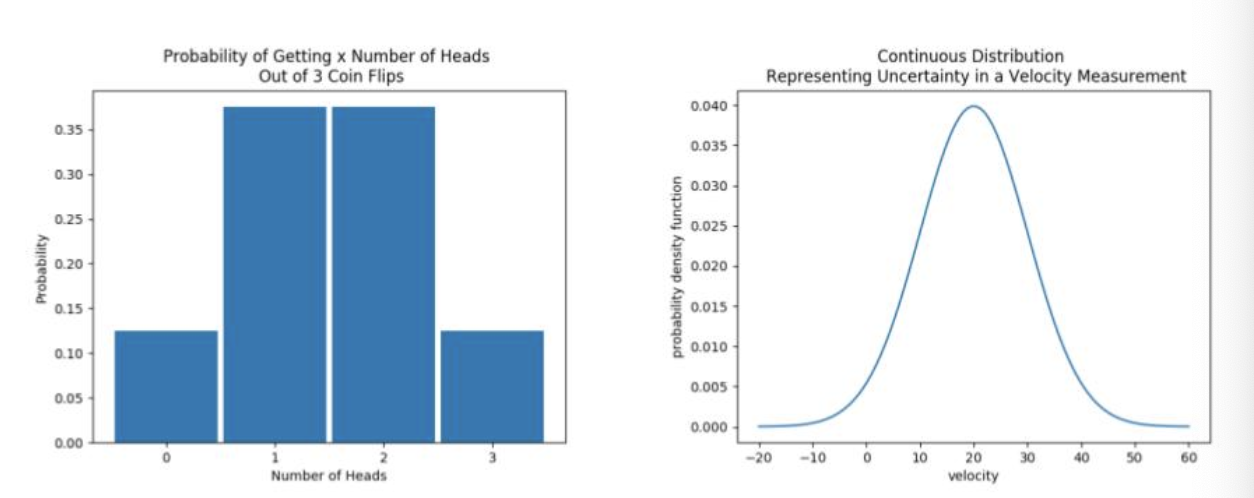 Probability of Getting x Number of Heads
Out of 3 Coin Flips
Probability
0.35
0.30
0.25
0.20
0.15
0.10
0.05
0.00
0 1 2 3
Number of Heads
Continuous Distribution
Representing Uncertainty in a Velocity Measurement
probability density function
0.040
0.035
0.030
0.025
0.020
0.015
0.010
0.005
0.000
−20 −10 0 10 20 30 40 50 60
velocity